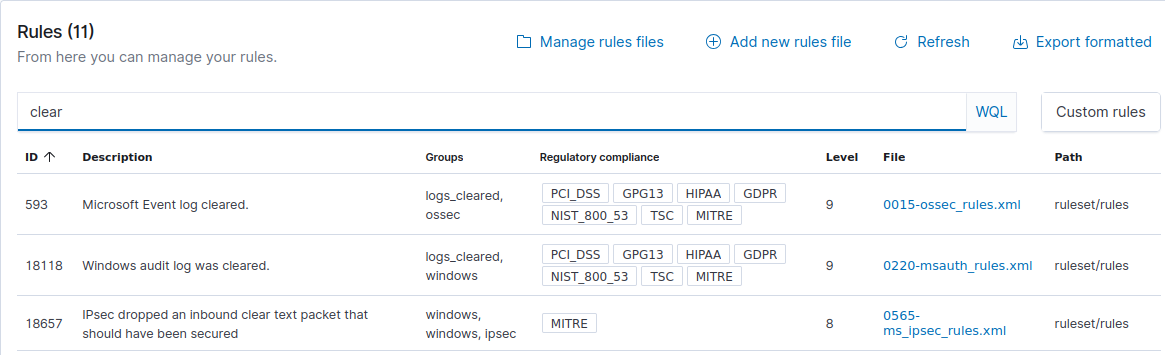 Rules (11)
From here you can manage your rules.
Manage rules files
Add new rules file
Refresh
Export formatted
clear
WQL
Custom rules
ID Description Groups Regulatory compliance Level File Path
593 Microsoft Event log cleared. logs_cleared, ossec PCI_DSS GPG13 HIPAA GDPR NIST_800_53 TSC MITRE 9 0015-ossec_rules.xml ruleset/rules
18118 Windows audit log was cleared. logs_cleared, windows PCI_DSS GPG13 HIPAA GDPR NIST_800_53 TSC MITRE 9 0220-msauth_rules.xml ruleset/rules
18657 IPsec dropped an inbound clear text packet that should have been secured windows, windows, ipsec MITRE 8 0565-ms_ipsec_rules.xml ruleset/rules